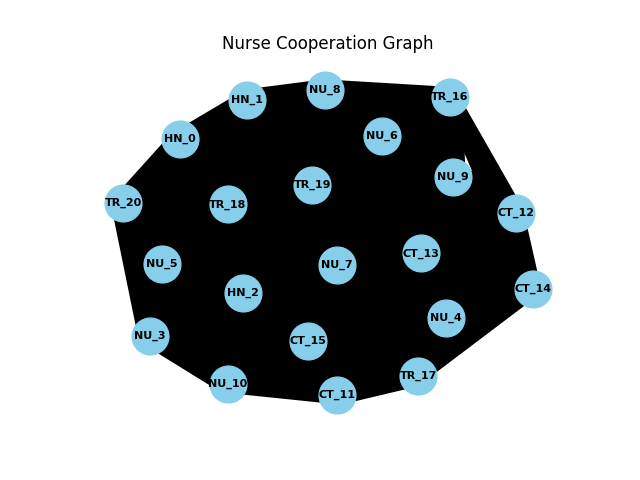 Nurse Cooperation Graph
NU_8
TR_16
HN_1
NU_6
HN_0
NU_9
TR_19
TR_20
TR_18
CT_12
CT_13
NU_5
NU_7
CT_14
HN_2
NU_4
NU_3
CT_15
TR_17
NU_10
CT_11